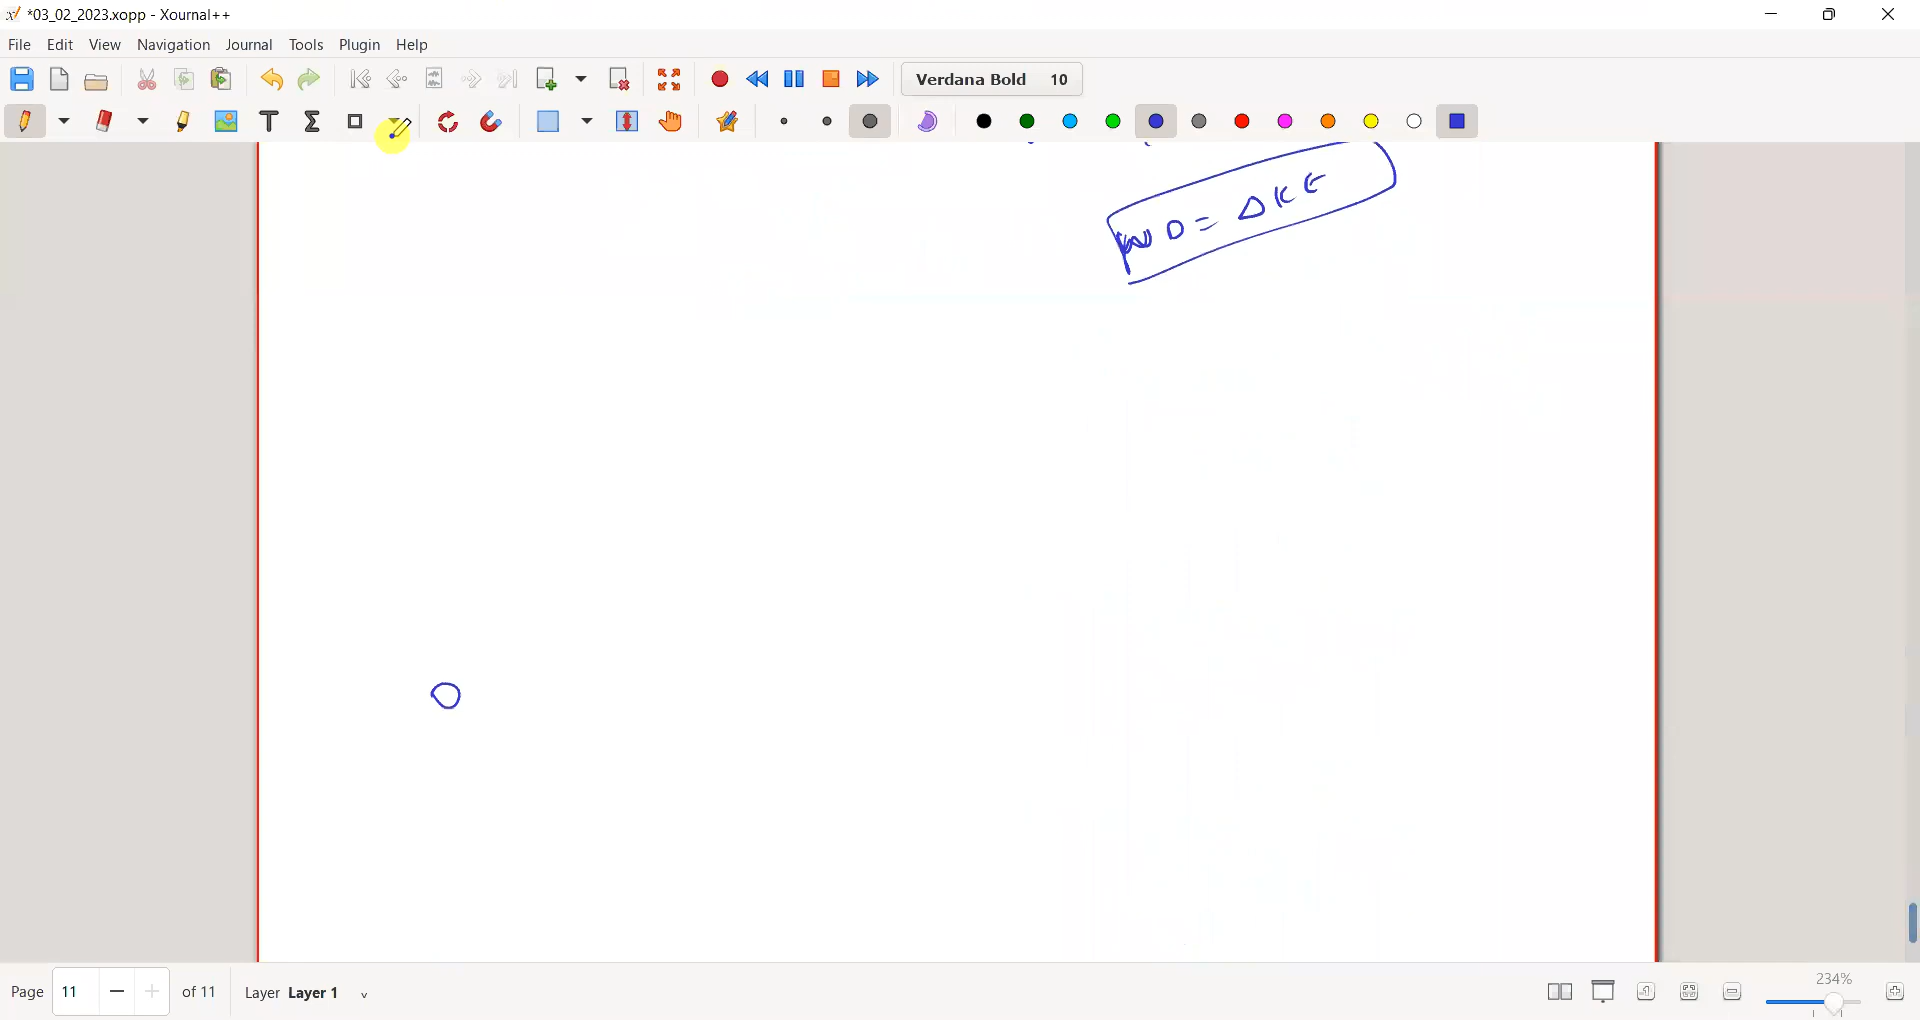 *03_02_2023.xopp - Xournal++
File Edit View Navigation Journal Tools Plugin Help
Verdana Bold 10
WD = ΔKE
Page 11 of 11 Layer Layer 1
234%